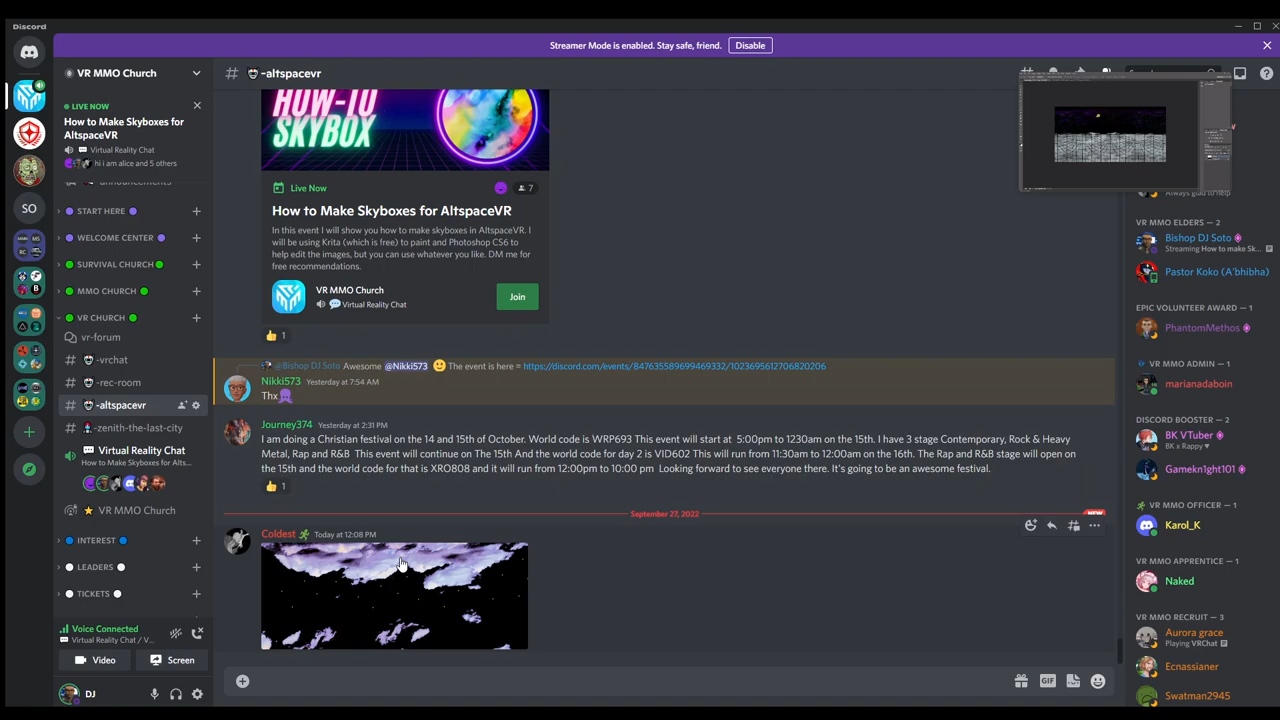 Discord
Streamer Mode is enabled. Stay safe, friend.
Disable
VR MMO Church
LIVE NOW
How to Make Skyboxes for
AltspaceVR
Virtual Reality Chat
hi i am alice and 5 others
announcements
SO
START HERE
WELCOME CENTER
SURVIVAL CHURCH
MMO CHURCH
VR CHURCH
vr-forum
-vrchat
-rec-room
-altspacevr
-zenith-the-last-city
Virtual Reality Chat
How to Make Skyboxes for Alts...
VR MMO Church
INTEREST
LEADERS
TICKETS
Voice Connected
Virtual Reality Chat / V...
Video
Screen
DJ
-altspacevr
HOW-TO
SKYBOX
Live Now
7
How to Make Skyboxes for AltspaceVR
In this event I will show you how to make skyboxes in AltspaceVR. I
will be using Krita (which is free) to paint and Photoshop CS6 to
help edit the images, but you can use whatever you like. DM me for
free recommendations.
VR MMO Church
Virtual Reality Chat
Join
1
@Bishop DJ Soto Awesome @Nikki573 The event is here = https://discord.com/events/847635589699469332/1023695612706820206
Nikki573 Yesterday at 7:54 AM
Thx
Journey374 Yesterday at 2:31 PM
I am doing a Christian festival on the 14 and 15th of October. World code is WRP693 This event will start at 5:00pm to 1230am on the 15th. I have 3 stage Contemporary, Rock & Heavy
Metal, Rap and R&B This event will continue on The 15th And the world code for day 2 is VID602 This will run from 11:30am to 12:00am on the 16th. The Rap and R&B stage will open on
the 15th and the world code for that is XRO808 and it will run from 12:00pm to 10:00 pm Looking forward to see everyone there. It's going to be an awesome festival.
1
September 27, 2022
NEW
Coldest Today at 12:08 PM
GIF
Always glad to help
VR MMO ELDERS — 2
Bishop DJ Soto
Streaming How to make Sk...
Pastor Koko (A'bhibha)
EPIC VOLUNTEER AWARD — 1
PhantomMethos
VR MMO ADMIN — 1
marianadaboin
DISCORD BOOSTER — 2
BK VTuber
BK x Rappy
Gamekn1ght101
VR MMO OFFICER — 1
Karol_K
VR MMO APPRENTICE — 1
Naked
VR MMO RECRUIT — 3
Aurora grace
Playing VRChat
Ecnassianer
Swatman2945